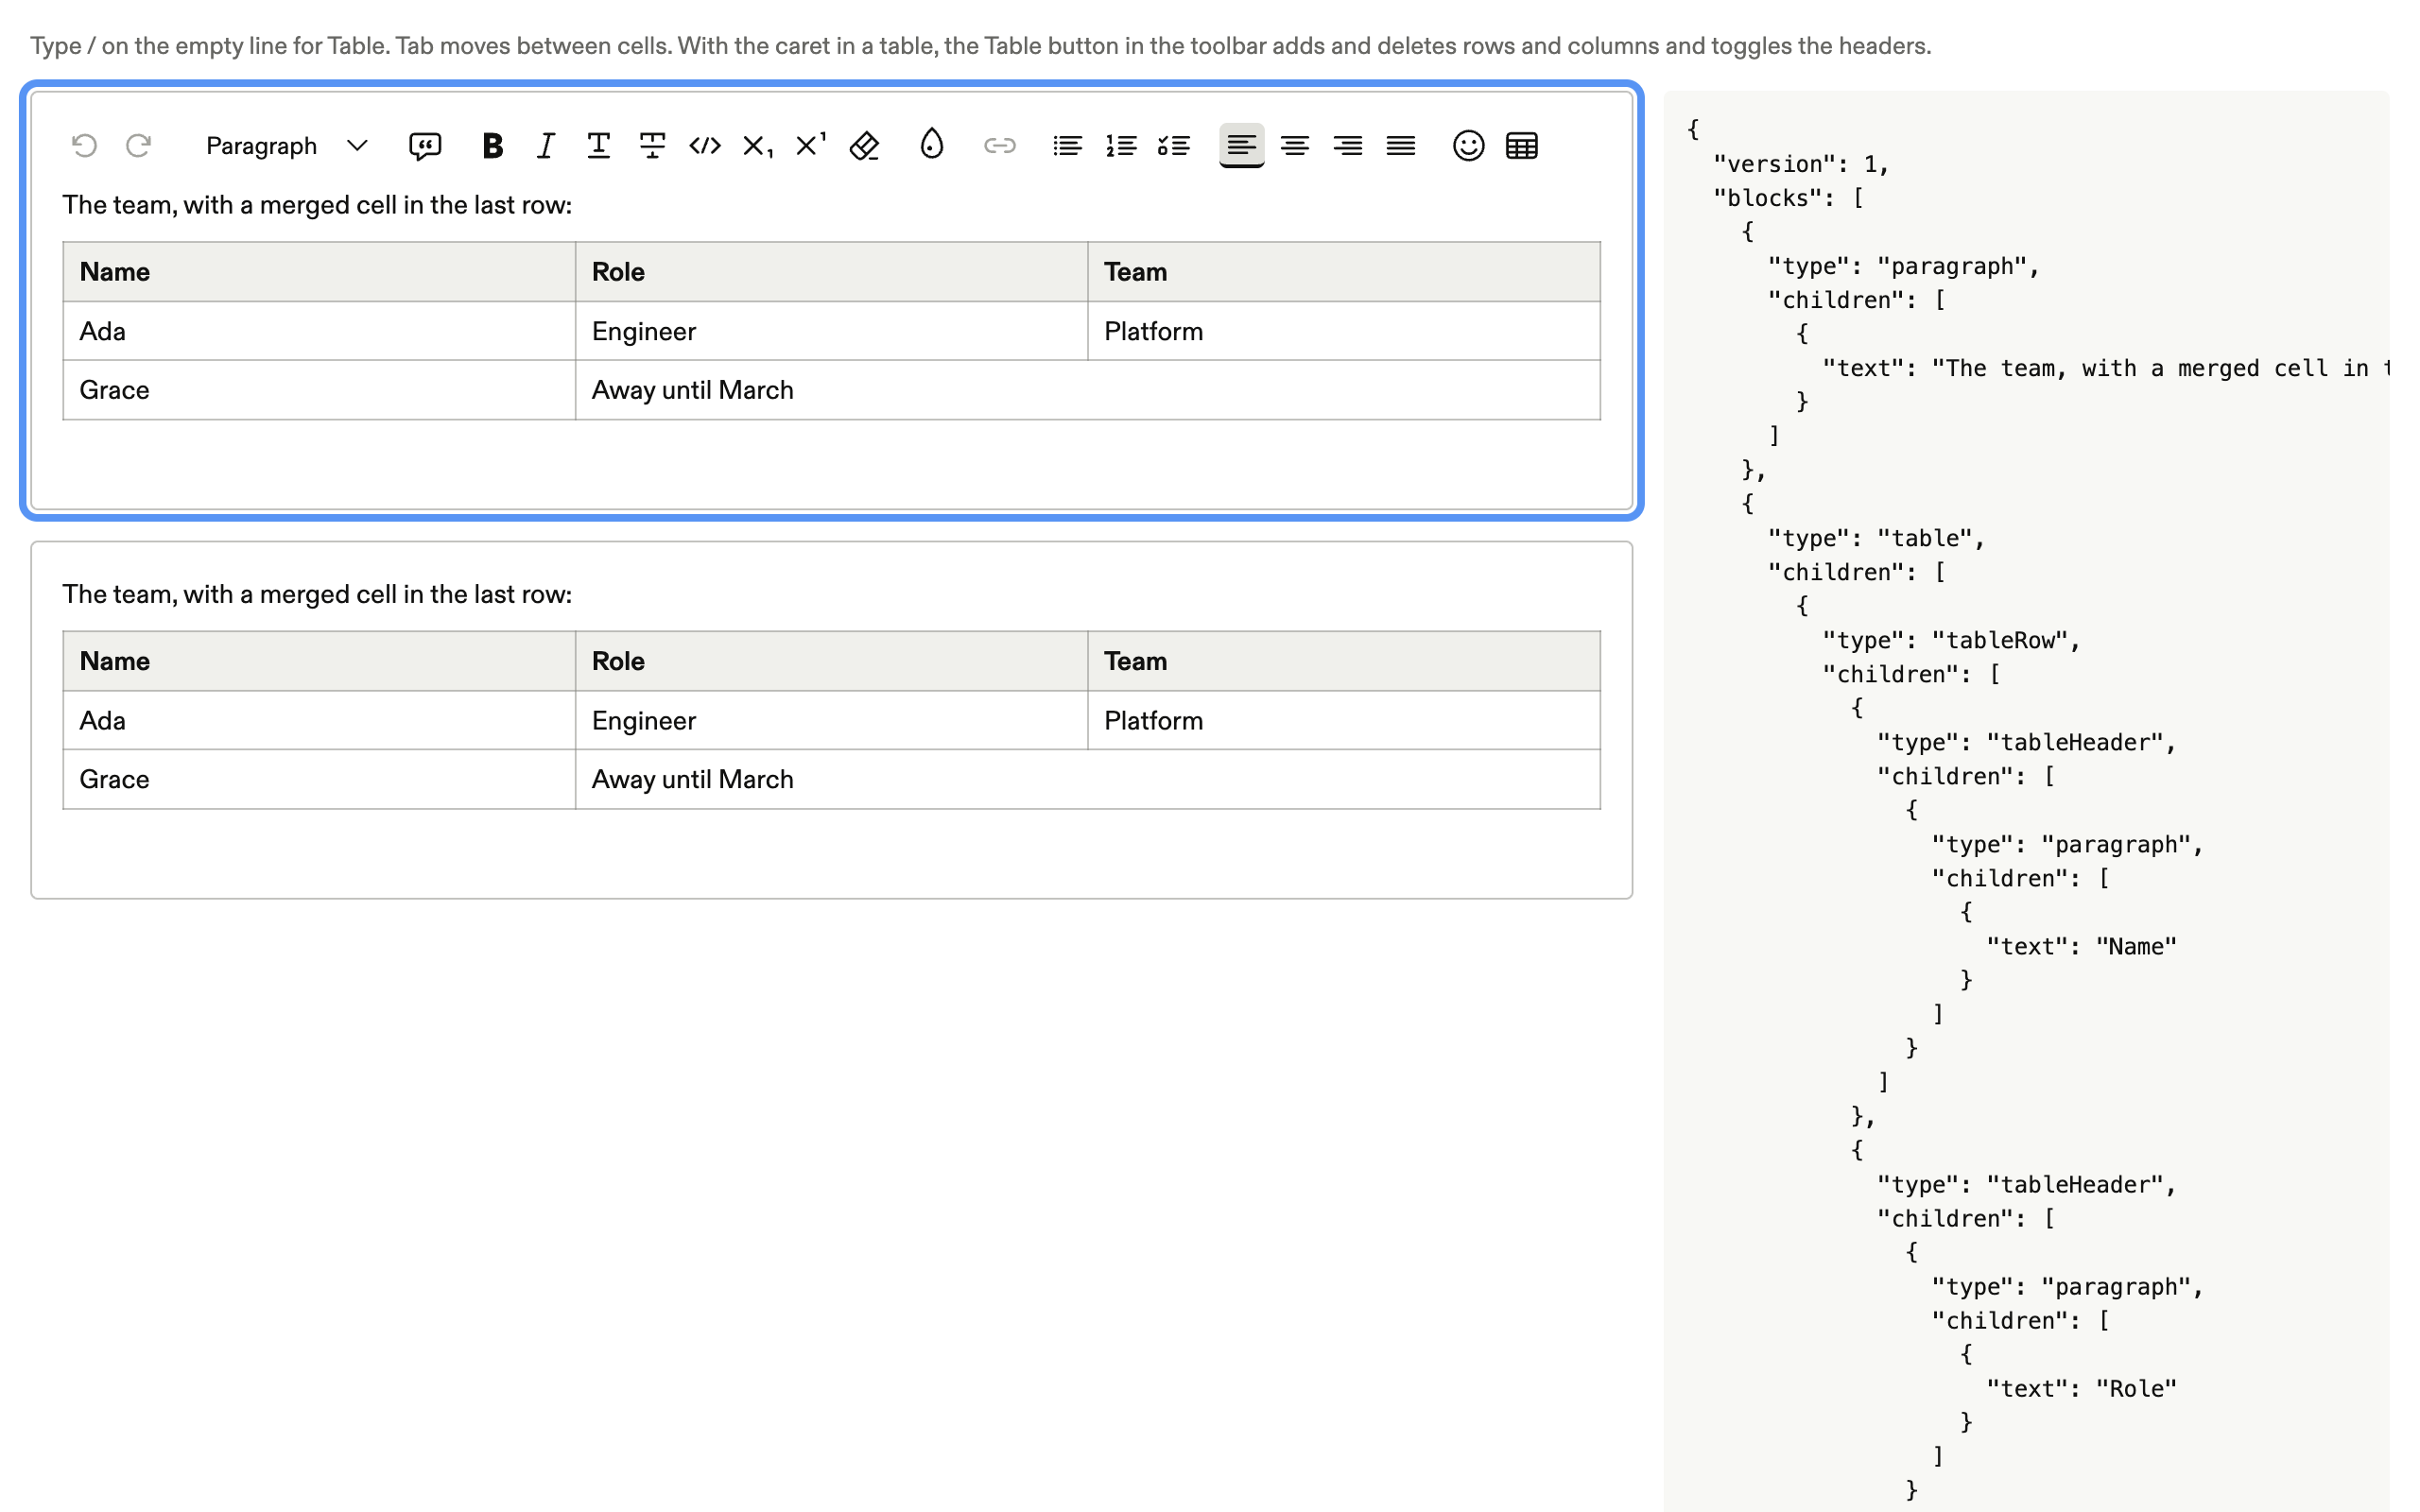 Type / on the empty line for Table. Tab moves between cells. With the caret in a table, the Table button in the toolbar adds and deletes rows and columns and toggles the headers.
Paragraph
The team, with a merged cell in the last row:
Name Role Team
Ada Engineer Platform
Grace Away until March
The team, with a merged cell in the last row:
Name Role Team
Ada Engineer Platform
Grace Away until March
{
"version": 1,
"blocks": [
{
"type": "paragraph",
"children": [
{
"text": "The team, with a merged cell in
}
]
},
{
"type": "table",
"children": [
{
"type": "tableRow",
"children": [
{
"type": "tableHeader",
"children": [
{
"type": "paragraph",
"children": [
{
"text": "Name"
}
]
}
]
},
{
"type": "tableHeader",
"children": [
{
"type": "paragraph",
"children": [
{
"text": "Role"
}
]
}